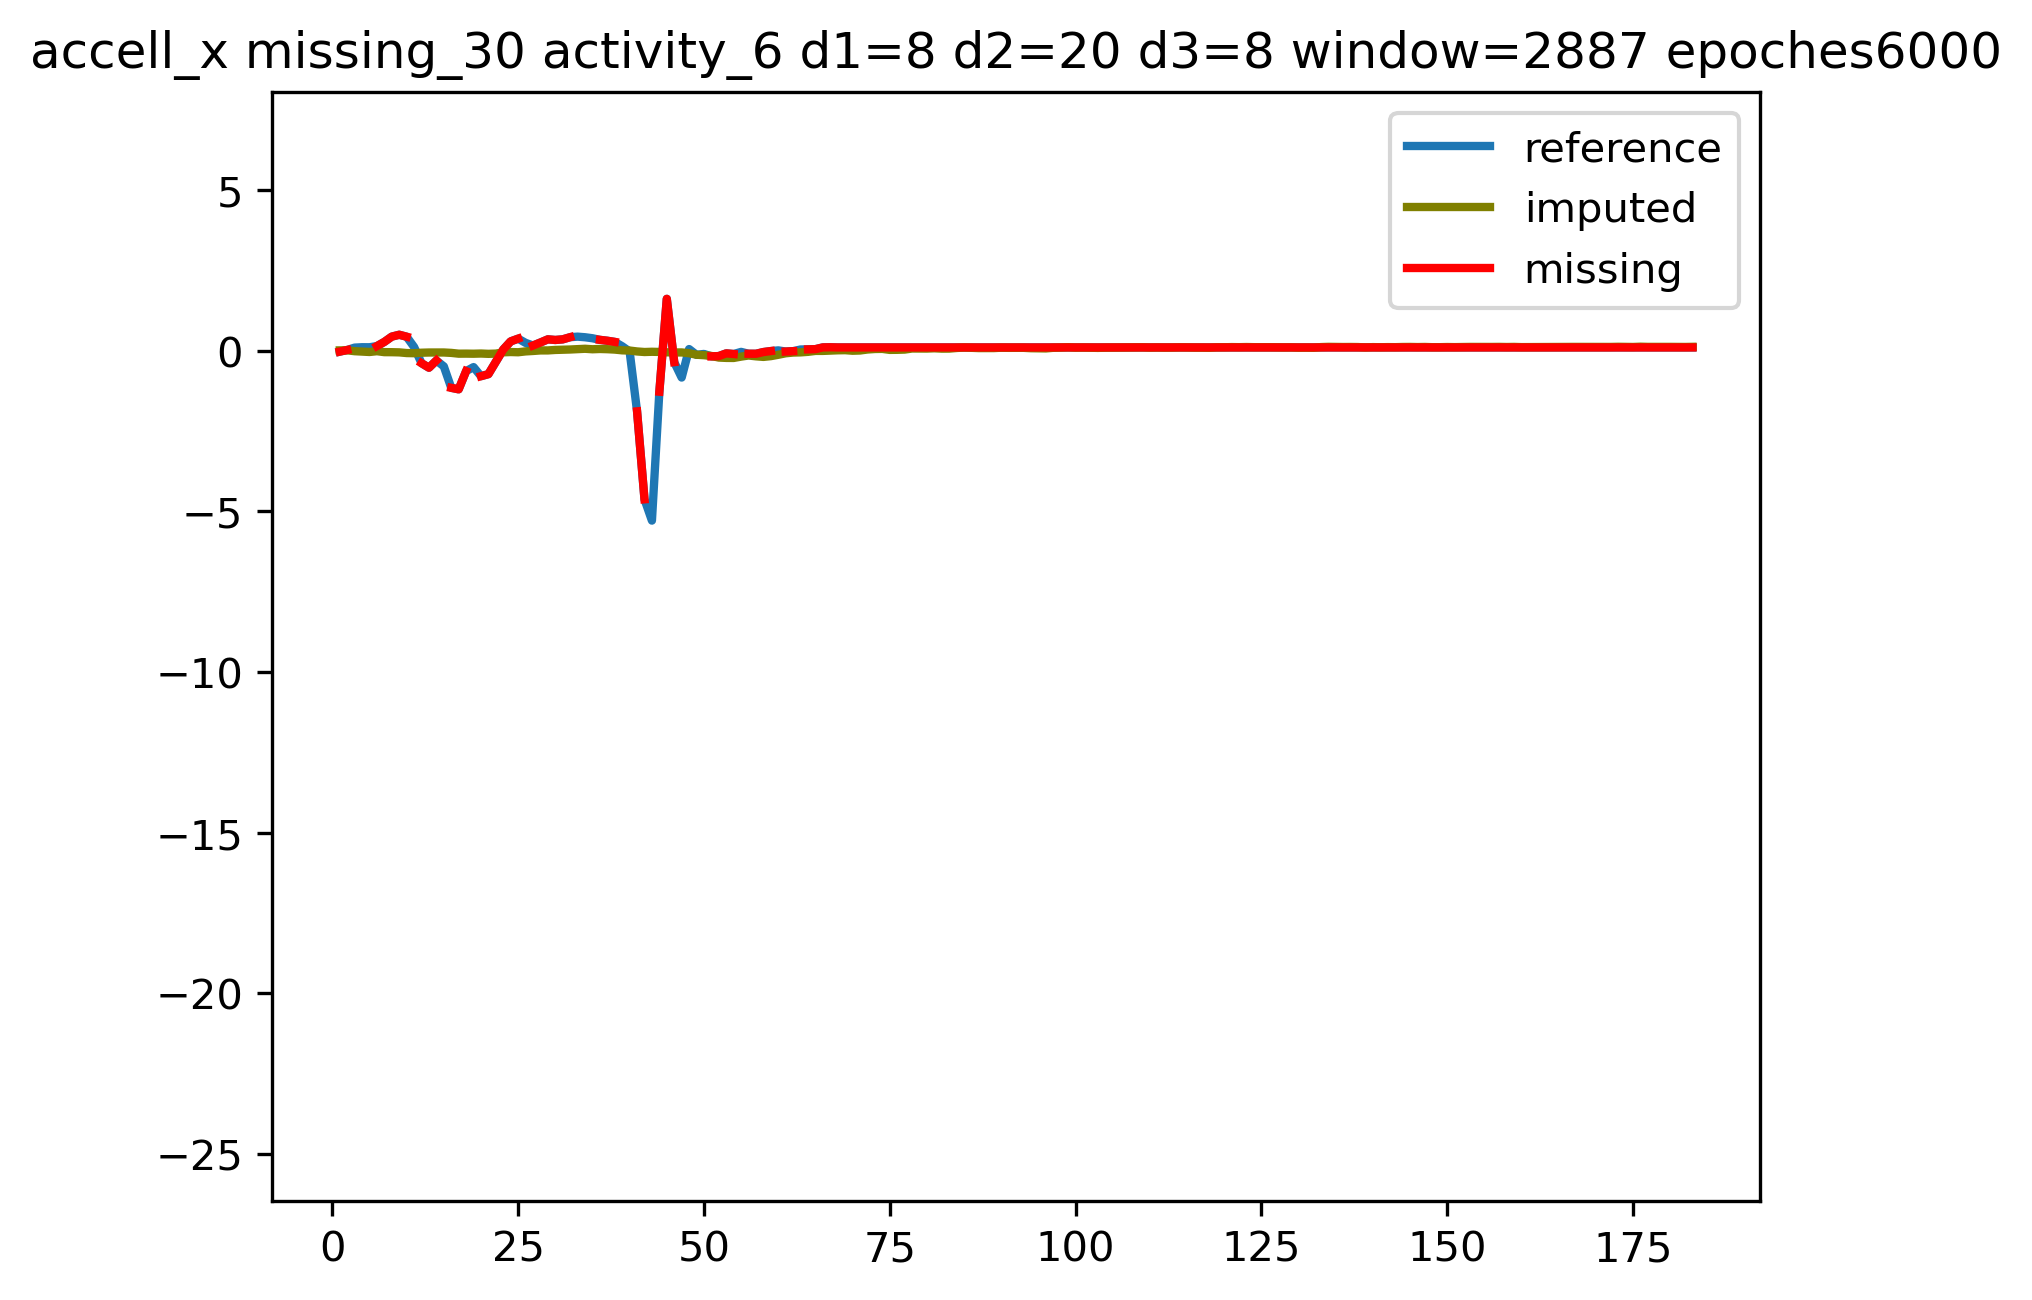 accell_x missing_30 activity_6 d1=8 d2=20 d3=8 window=2887 epoches6000
reference
imputed
missing
5
0
−5
−10
−15
−20
−25
0 25 50 75 100 125 150 175